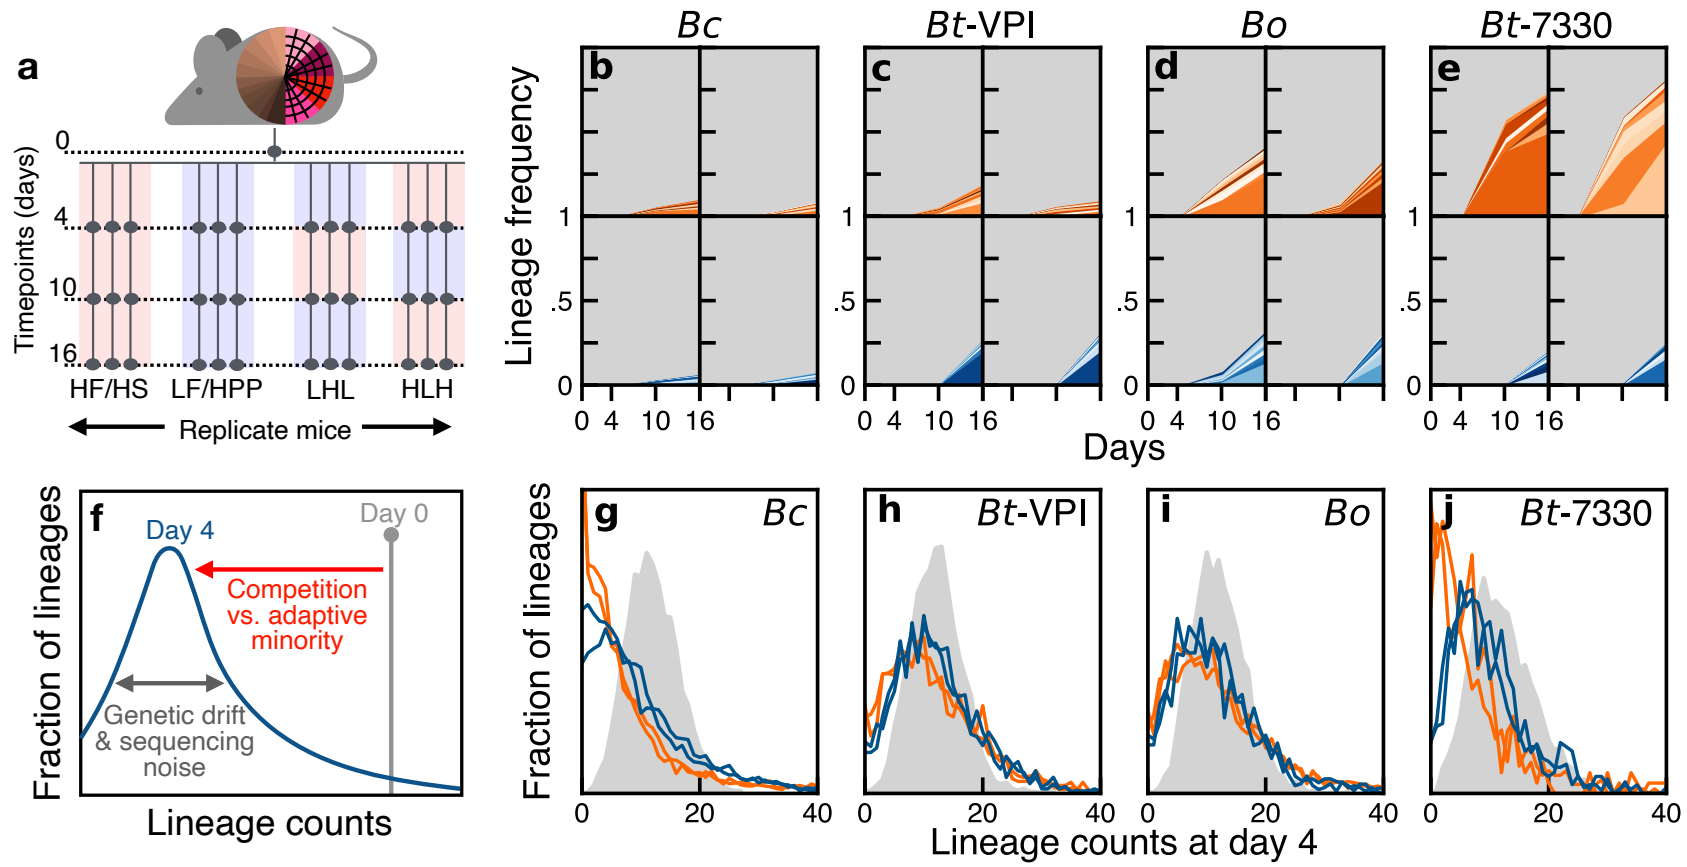 a
Timepoints (days)
0
4
10
16
HF/HS LF/HPP LHL HLH
Replicate mice
Bc Bt-VPI Bo Bt-7330
b c d e
Lineage frequency
1 1 1 1
.5 .5 .5 .5
0 0 0 0
0 4 10 16 0 4 10 16 0 4 10 16 0 4 10 16
Days
f
Day 0
Day 4
Competition
vs. adaptive
minority
Genetic drift
& sequencing
noise
Fraction of lineages
Lineage counts
Fraction of lineages
g Bc
h Bt-VPI
i Bo
j Bt-7330
0 20 40 0 20 40 0 20 40 0 20 40
Lineage counts at day 4